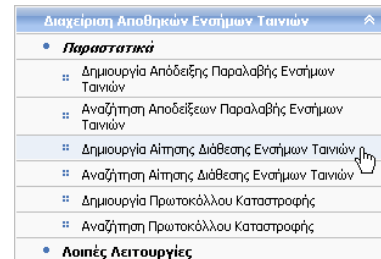 Διαχείριση Αποθηκών Ενσήμων Ταινιών
Παραστατικά
Δημιουργία Απόδειξης Παραλαβής Ενσήμων
Ταινιών
Αναζήτηση Αποδείξεων Παραλαβής Ενσήμων
Ταινιών
Δημιουργία Αίτησης Διάθεσης Ενσήμων Ταινιών
Αναζήτηση Αίτησης Διάθεσης Ενσήμων Ταινιών
Δημιουργία Πρωτοκόλλου Καταστροφής
Αναζήτηση Πρωτοκόλλου Καταστροφής
Λοιπές Λειτουργίες